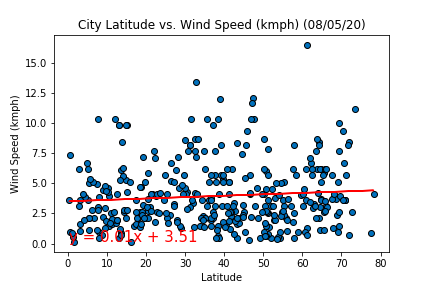 City Latitude vs. Wind Speed (kmph) (08/05/20)
Wind Speed (kmph)
15.0
12.5
10.0
7.5
5.0
2.5
0.0
y = 0.01x + 3.51
0 10 20 30 40 50 60 70 80
Latitude